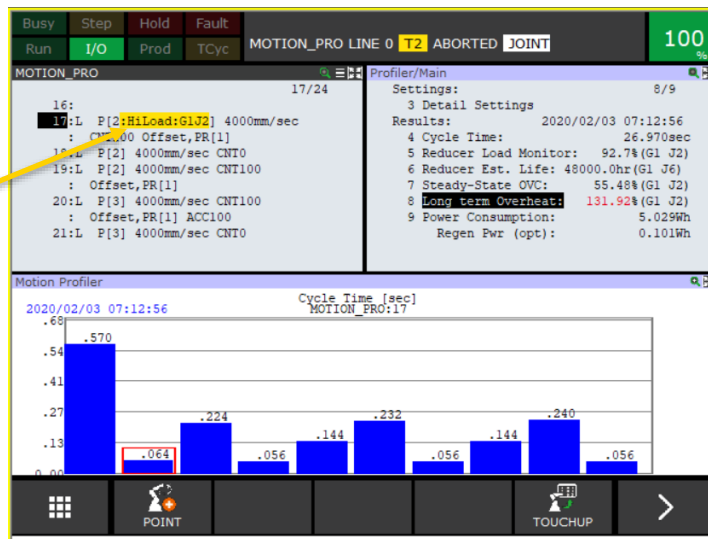 Busy Step Hold Fault
Run I/O Prod TCyc
MOTION_PRO LINE 0 T2 ABORTED JOINT
100
%
MOTION_PRO
17/24
16:
17:L P[2:HiLoad:G1J2] 4000mm/sec
: CNT100 Offset,PR[1]
18:L P[2] 4000mm/sec CNT0
19:L P[2] 4000mm/sec CNT100
: Offset,PR[1]
20:L P[3] 4000mm/sec CNT100
: Offset,PR[1] ACC100
21:L P[3] 4000mm/sec CNT0
Profiler/Main
Settings: 8/9
3 Detail Settings
Results: 2020/02/03 07:12:56
4 Cycle Time: 26.970sec
5 Reducer Load Monitor: 92.7%(G1 J2)
6 Reducer Est. Life: 48000.0hr(G1 J6)
7 Steady-State OVC: 55.48%(G1 J2)
8 Long term Overheat: 131.92%(G1 J2)
9 Power Consumption: 5.029Wh
Regen Pwr (opt): 0.101Wh
Motion Profiler
Cycle Time [sec]
2020/02/03 07:12:56 MOTION_PRO:17
.68
.570
.54
.41
.27 .224 .232 .240
.144 .144
.13
.064 .056 .056 .056
0.00
POINT TOUCHUP